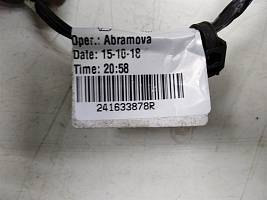 Oper.: Abramova
Date: 15-10-18
Time: 20:58
241633878R